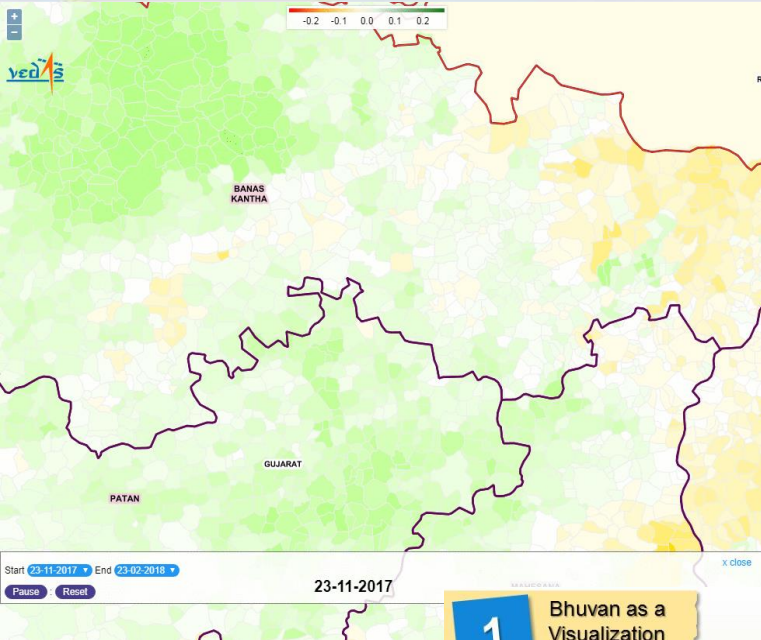 +
−
-0.2 -0.1 0.0 0.1 0.2
VEDAS
R
BANAS
KANTHA
GUJARAT
PATAN
Start 23-11-2017 ▾ End 23-02-2018 ▾
x close
Pause : Reset
23-11-2017
1
Bhuvan as a
Visualization